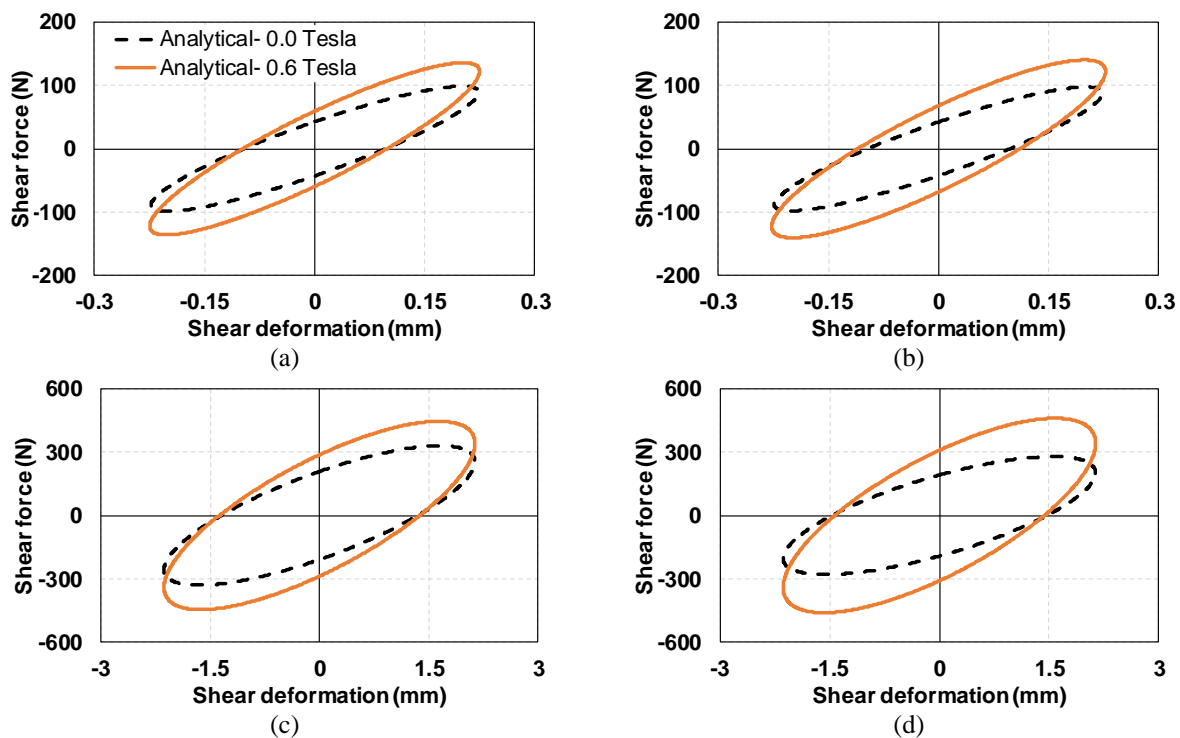 200
100
0
-100
-200
Shear force (N)
Analytical- 0.0 Tesla
Analytical- 0.6 Tesla
-0.3 -0.15 0 0.15 0.3
Shear deformation (mm)
(a)
200
100
0
-100
-200
Shear force (N)
-0.3 -0.15 0 0.15 0.3
Shear deformation (mm)
(b)
600
300
0
-300
-600
Shear force (N)
-3 -1.5 0 1.5 3
Shear deformation (mm)
(c)
600
300
0
-300
-600
Shear force (N)
-3 -1.5 0 1.5 3
Shear deformation (mm)
(d)